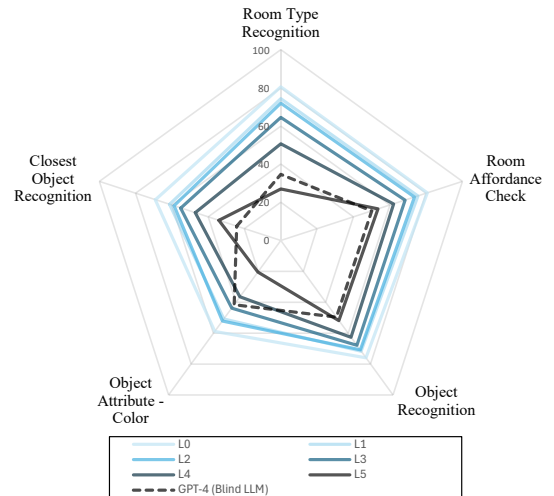 Room Type
Recognition
100
80
60
40
20
0
Closest
Object
Recognition
Room
Affordance
Check
Object
Attribute -
Color
Object
Recognition
L0 L1
L2 L3
L4 L5
GPT-4 (Blind LLM)